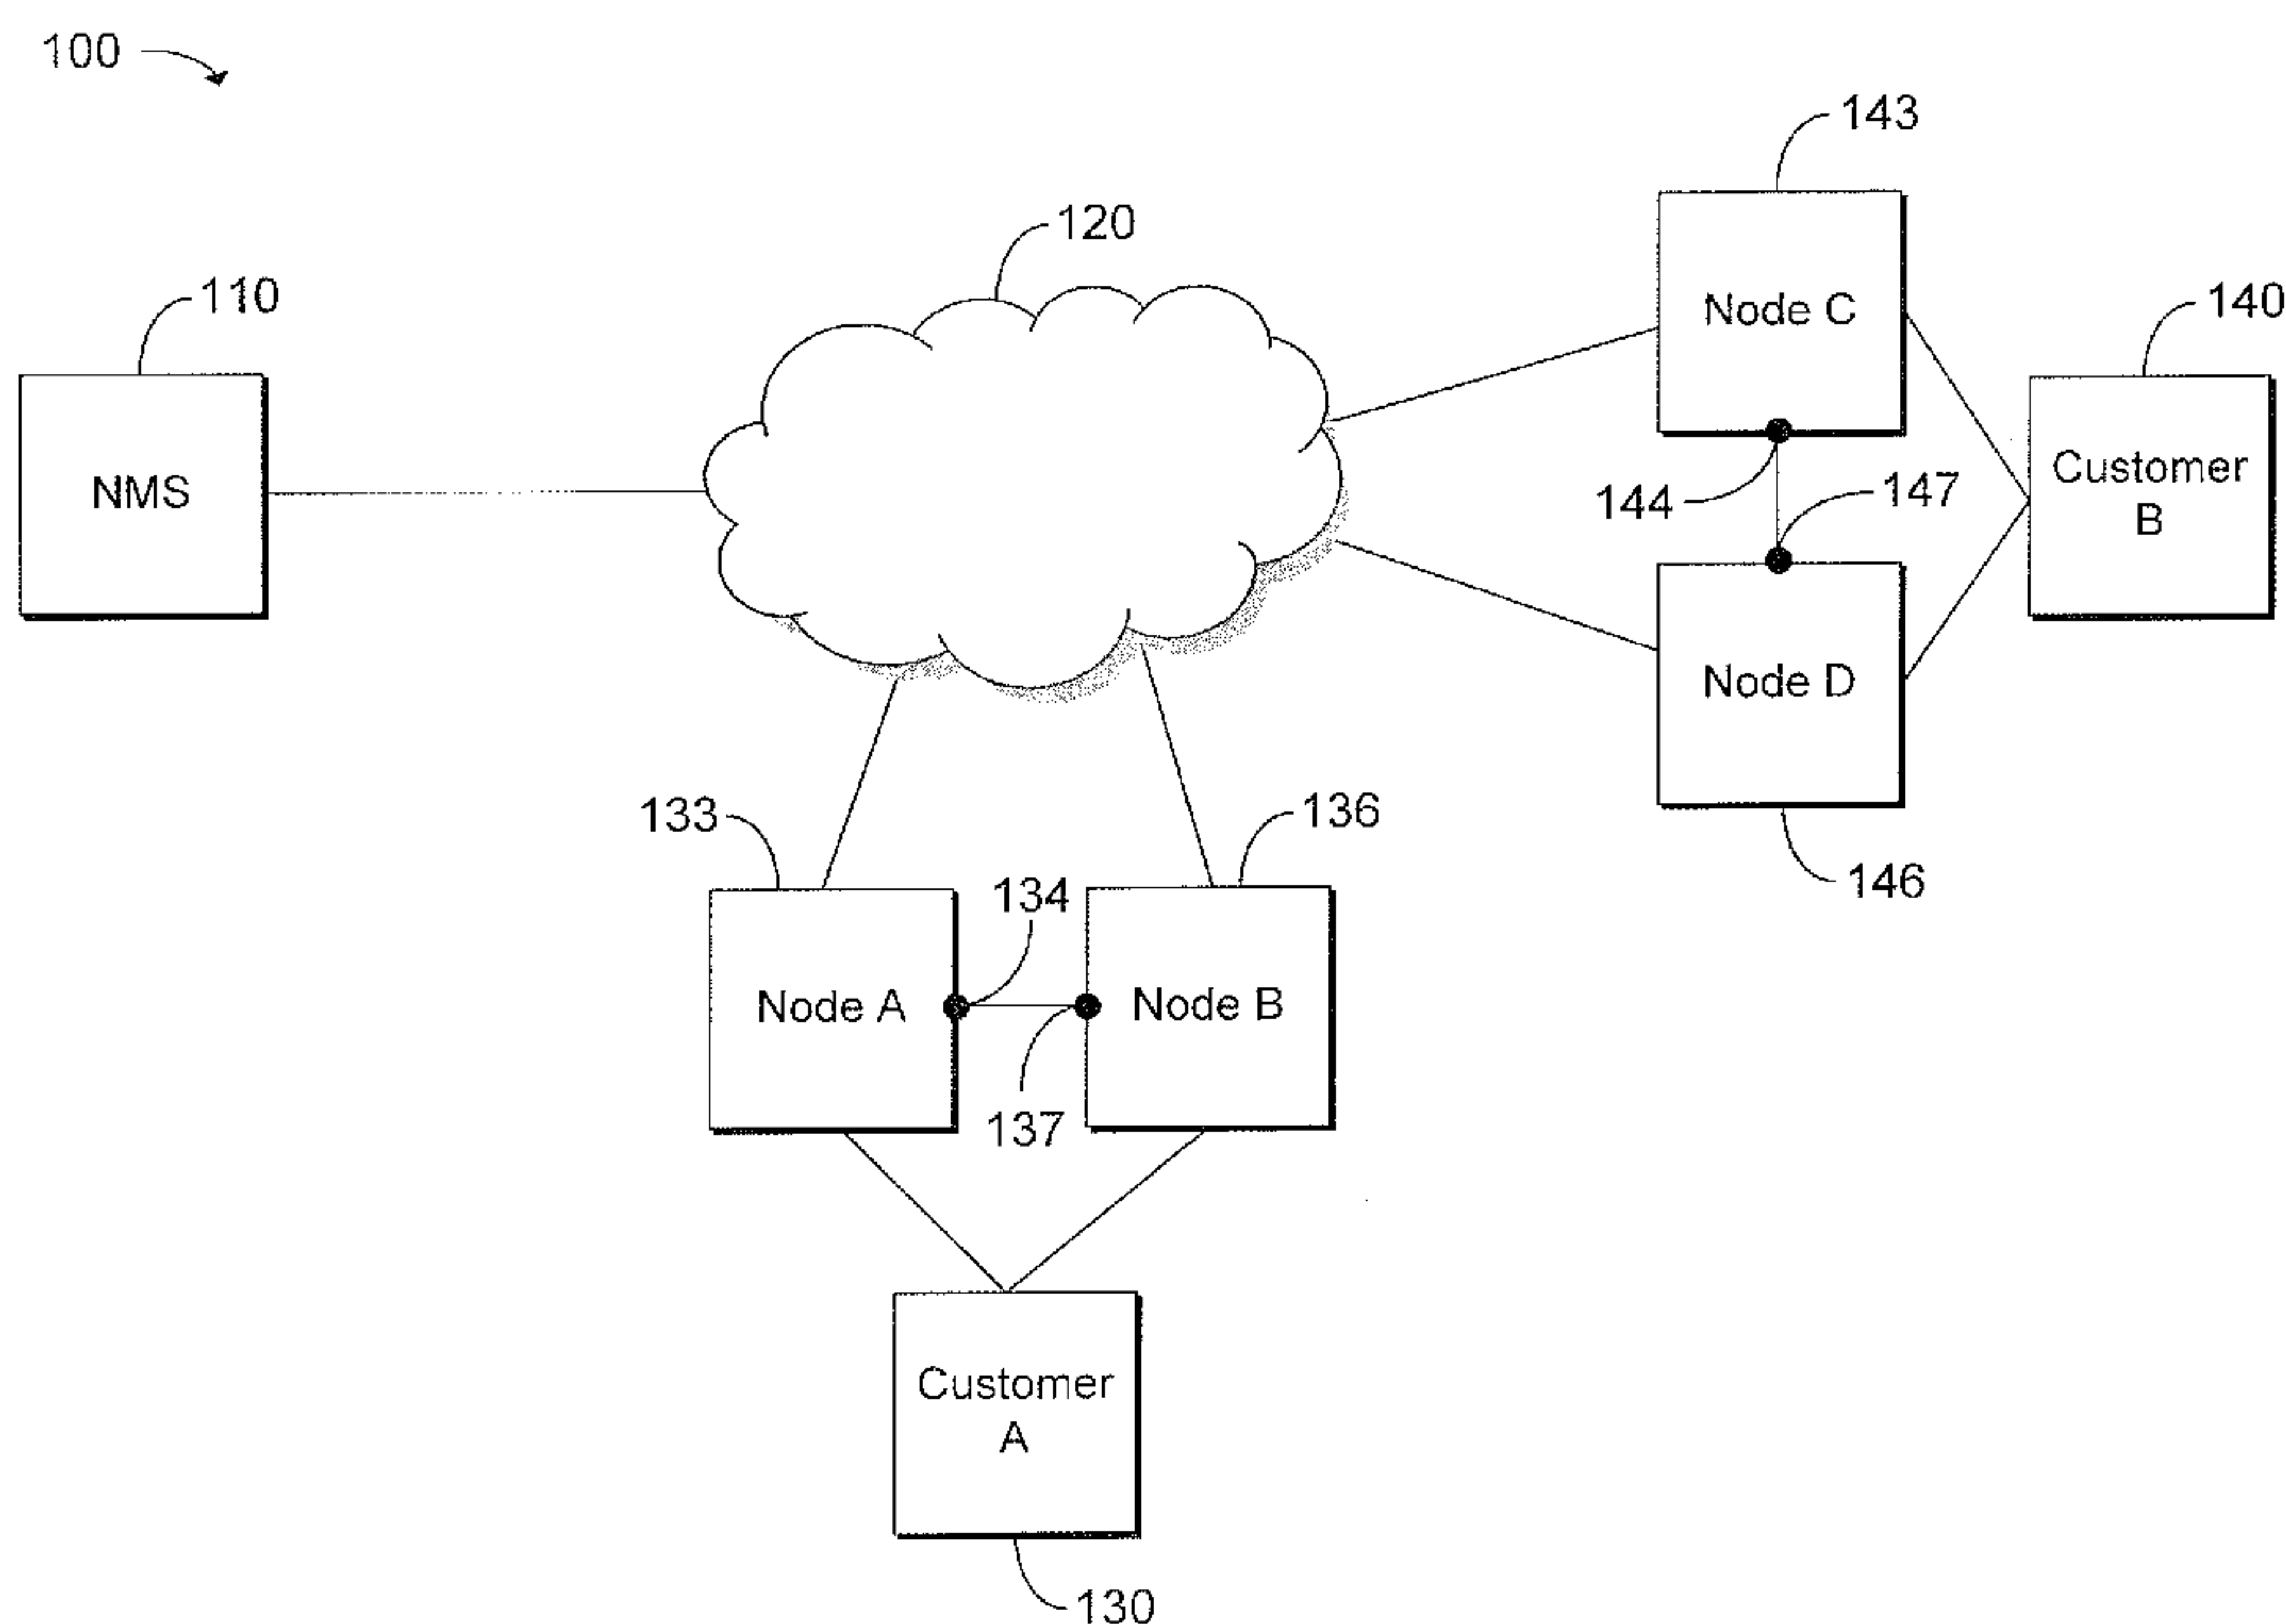 100
143
120
110
140
Node C
NMS
Customer
B
144
147
Node D
133
136
146
134
Node A
Node B
137
Customer
A
130